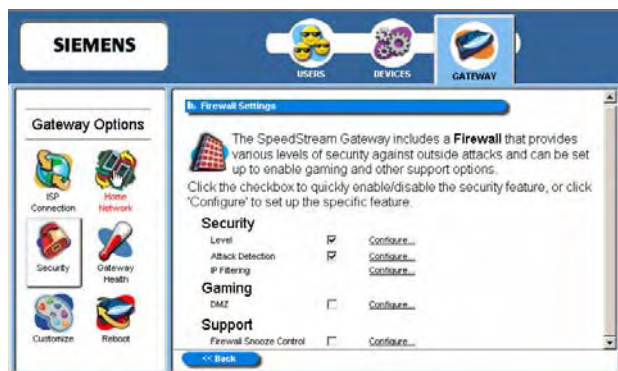 SIEMENS
USERS
DEVICES
GATEWAY
Gateway Options
ISP Connection
Home Network
Security
Gateway Health
Customize
Reboot
Firewall Settings
The SpeedStream Gateway includes a Firewall that provides
various levels of security against outside attacks and can be set
up to enable gaming and other support options.
Click the checkbox to quickly enable/disable the security feature, or click
'Configure' to set up the specific feature.
Security
Level Configure...
Attack Detection Configure...
IP Filtering Configure...
Gaming
DMZ Configure...
Support
Firewall Snooze Control Configure...
<< Back